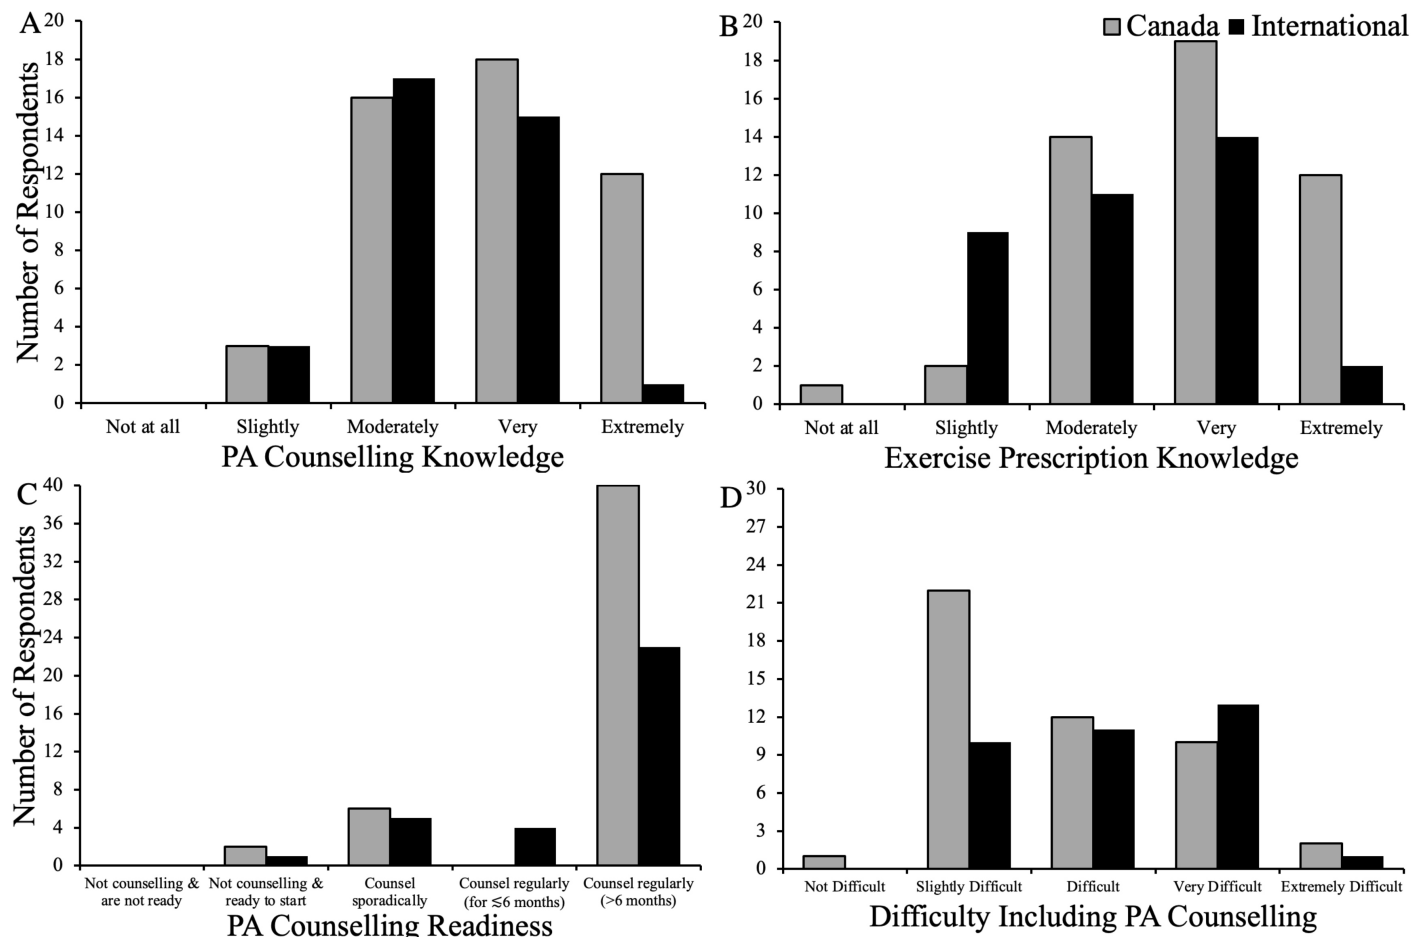 A
20
18
16
14
12
10
8
6
4
2
0
Number of Respondents
Not at all
Slightly
Moderately
Very
Extremely
PA Counselling Knowledge
B
Canada
International
20
18
16
14
12
10
8
6
4
2
0
Not at all
Slightly
Moderately
Very
Extremely
Exercise Prescription Knowledge
C
40
36
32
28
24
20
16
12
8
4
0
Number of Respondents
Not counselling &
are not ready
Not counselling &
ready to start
Counsel
sporadically
Counsel regularly
(for ≤6 months)
Counsel regularly
(>6 months)
PA Counselling Readiness
D
30
27
24
21
18
15
12
9
6
3
0
Not Difficult
Slightly Difficult
Difficult
Very Difficult
Extremely Difficult
Difficulty Including PA Counselling